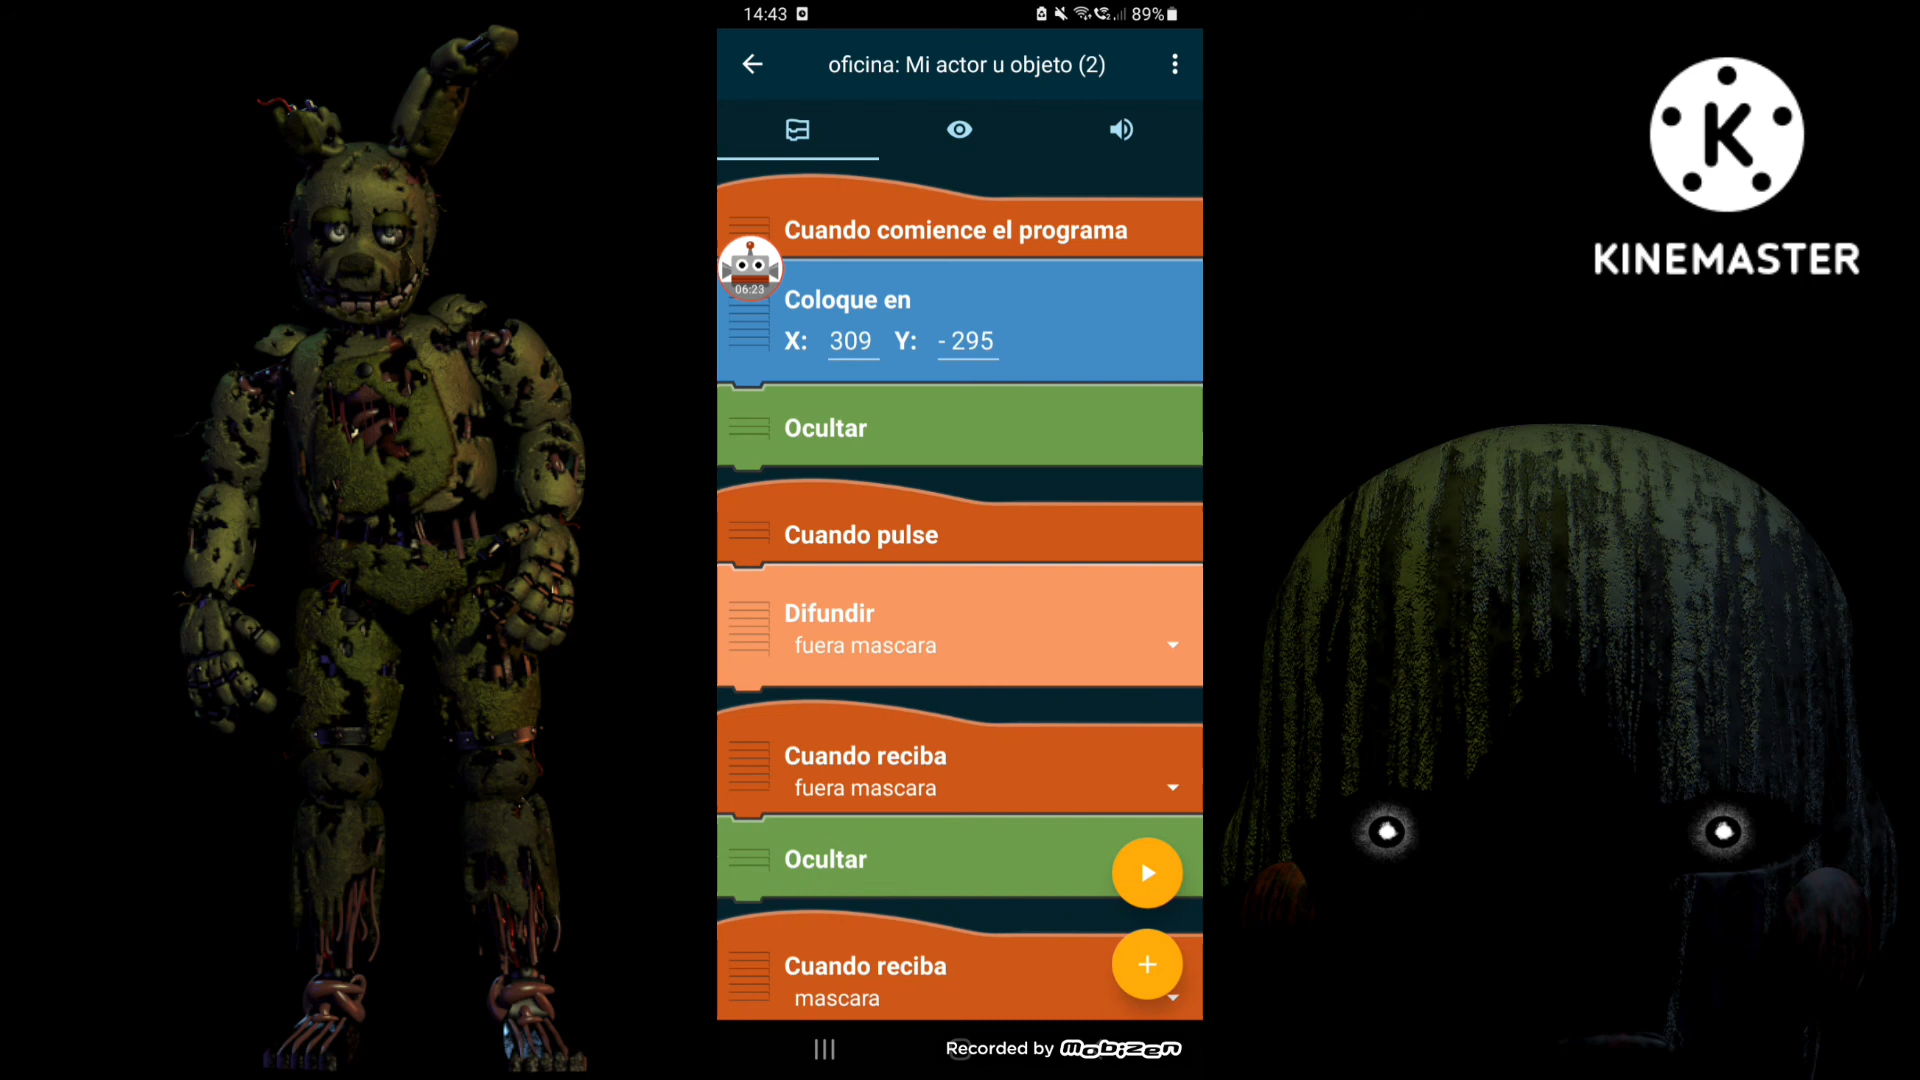 14:43
89%
oficina: Mi actor u objeto (2)
K
KINEMASTER
Cuando comience el programa
06:23
Coloque en
X: 309 Y: - 295
Ocultar
Cuando pulse
Difundir
fuera mascara
Cuando reciba
fuera mascara
Ocultar
Cuando reciba
mascara
Recorded by Mobizen